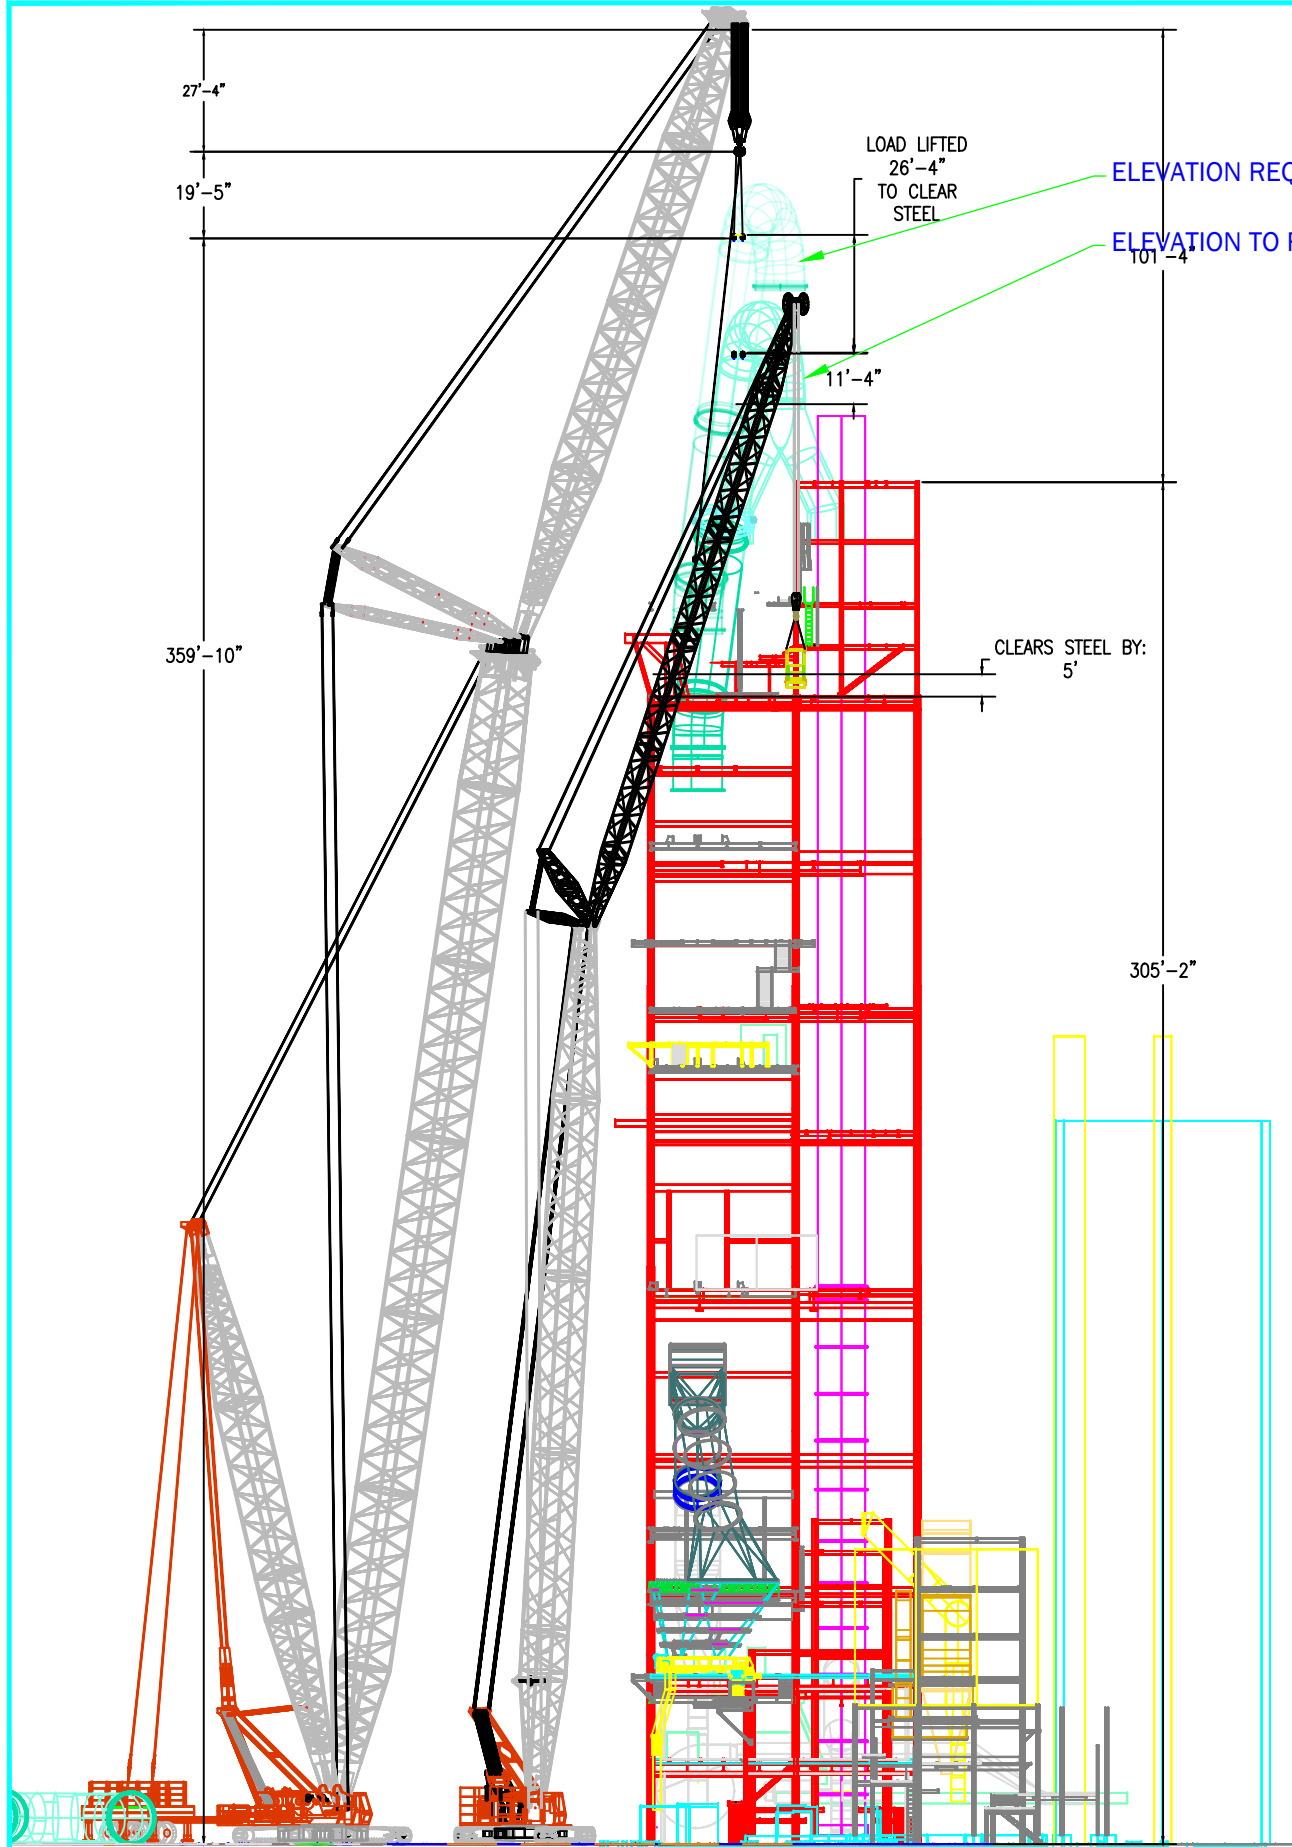 27'-4"
19'-5"
LOAD LIFTED
26'-4"
TO CLEAR
STEEL
ELEVATION REQ
ELEVATION TO
101'-4"
11'-4"
359'-10"
CLEARS STEEL BY:
5'
305'-2"